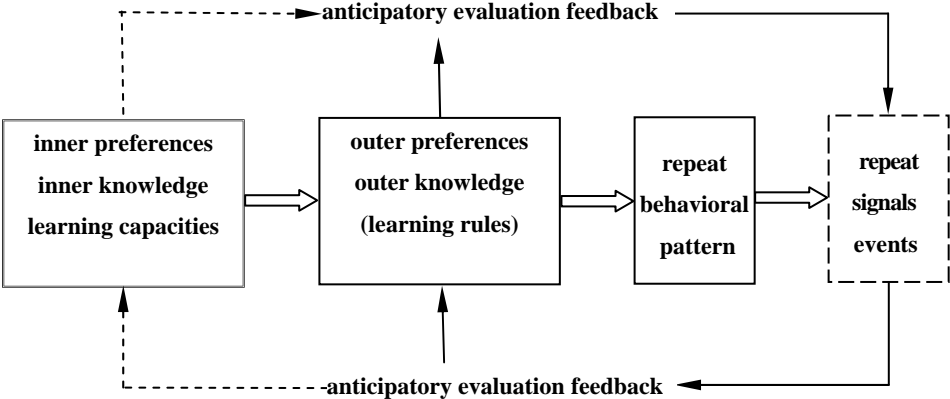 anticipatory evaluation feedback
inner preferences
inner knowledge
learning capacities
outer preferences
outer knowledge
(learning rules)
repeat
behavioral
pattern
repeat
signals
events
anticipatory evaluation feedback